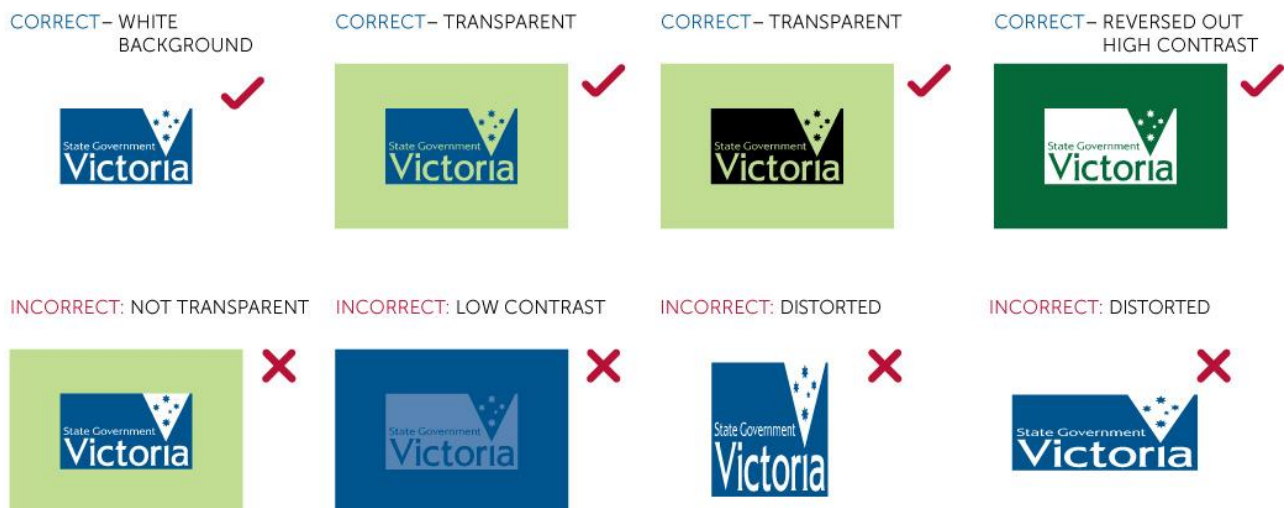 CORRECT – WHITE
BACKGROUND
CORRECT – TRANSPARENT
CORRECT – TRANSPARENT
CORRECT – REVERSED OUT
HIGH CONTRAST
State Government
Victoria
State Government
Victoria
State Government
Victoria
State Government
Victoria
INCORRECT: NOT TRANSPARENT
INCORRECT: LOW CONTRAST
INCORRECT: DISTORTED
INCORRECT: DISTORTED
State Government
Victoria
State Government
Victoria
State Government
Victoria
State Government
Victoria